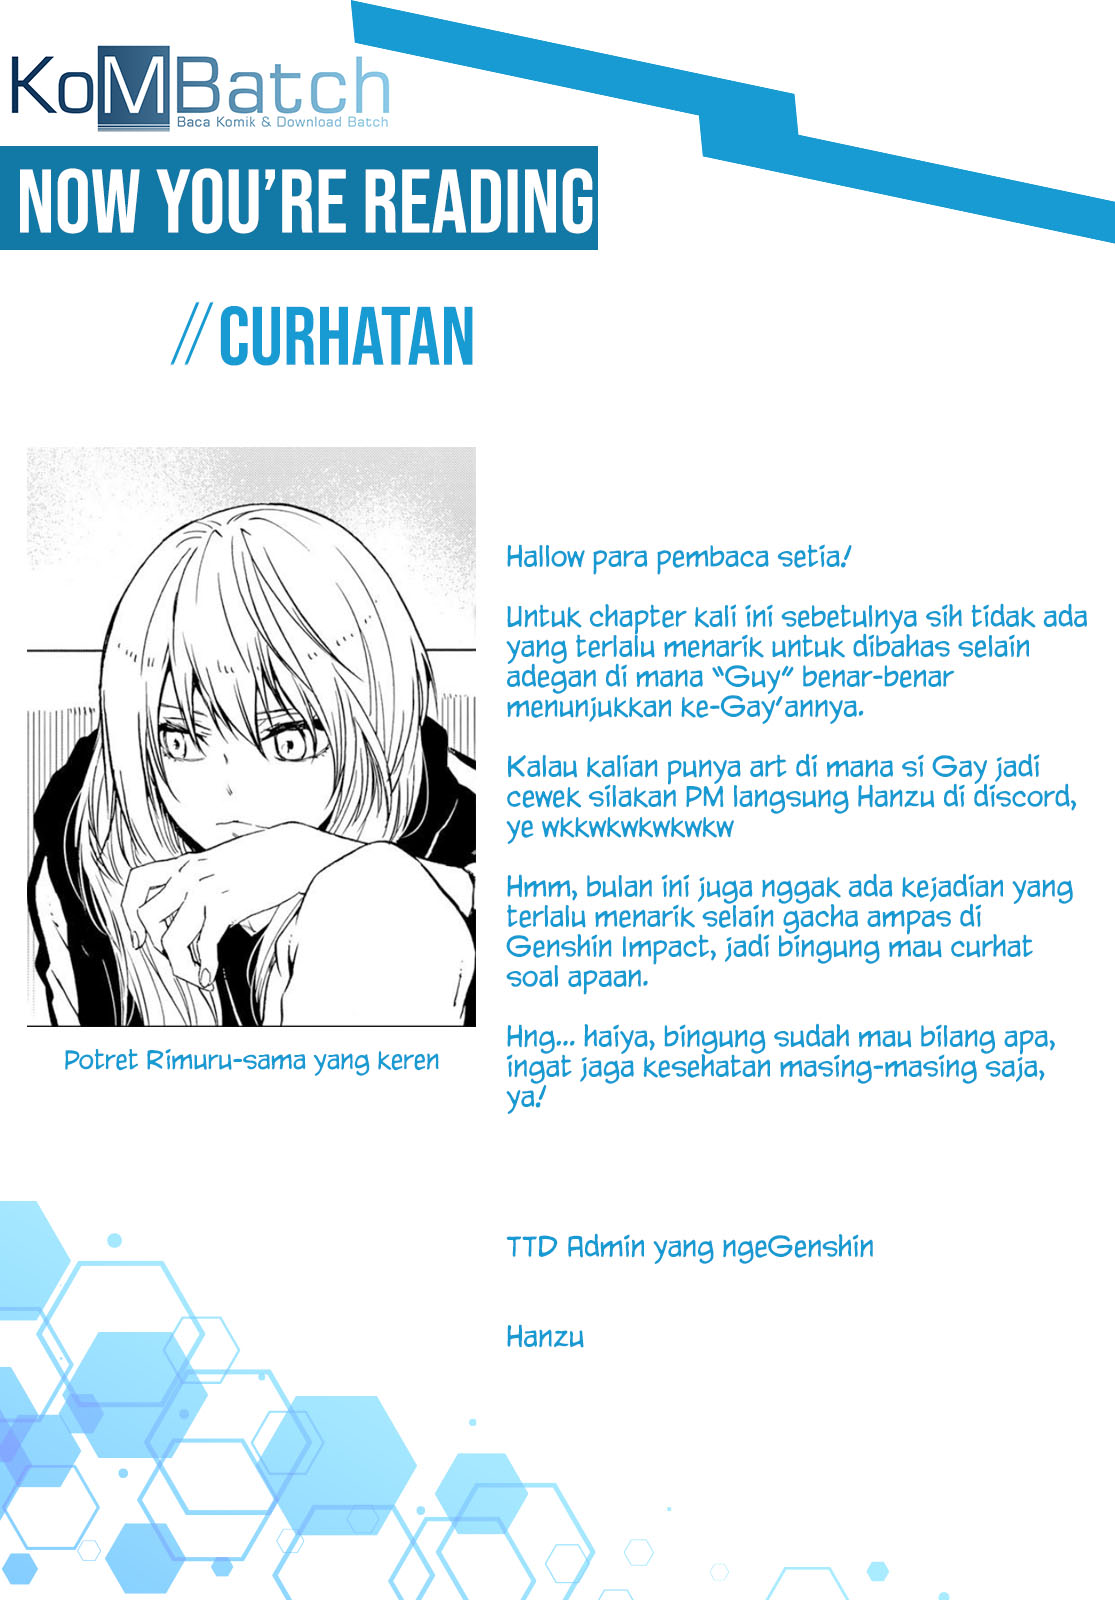 KoMBatch
Baca Komik & Download Batch
NOW YOU'RE READING
// CURHATAN
Hallow para pembaca setia!
Untuk chapter kali ini sebetulnya sih tidak ada
yang terlalu menarik untuk dibahas selain
adegan di mana "Guy" benar-benar
menunjukkan ke-Gay'annya.
Kalau kalian punya art di mana si Gay jadi
cewek silakan PM langsung Hanzu di discord,
ye wkkwkwkwkwkw
Hmm, bulan ini juga nggak ada kejadian yang
terlalu menarik selain gacha ampas di
Genshin Impact, jadi bingung mau curhat
soal apaan.
Hng... haiya, bingung sudah mau bilang apa,
ingat jaga kesehatan masing-masing saja,
ya!
Potret Rimuru-sama yang keren
TTD Admin yang ngeGenshin
Hanzu